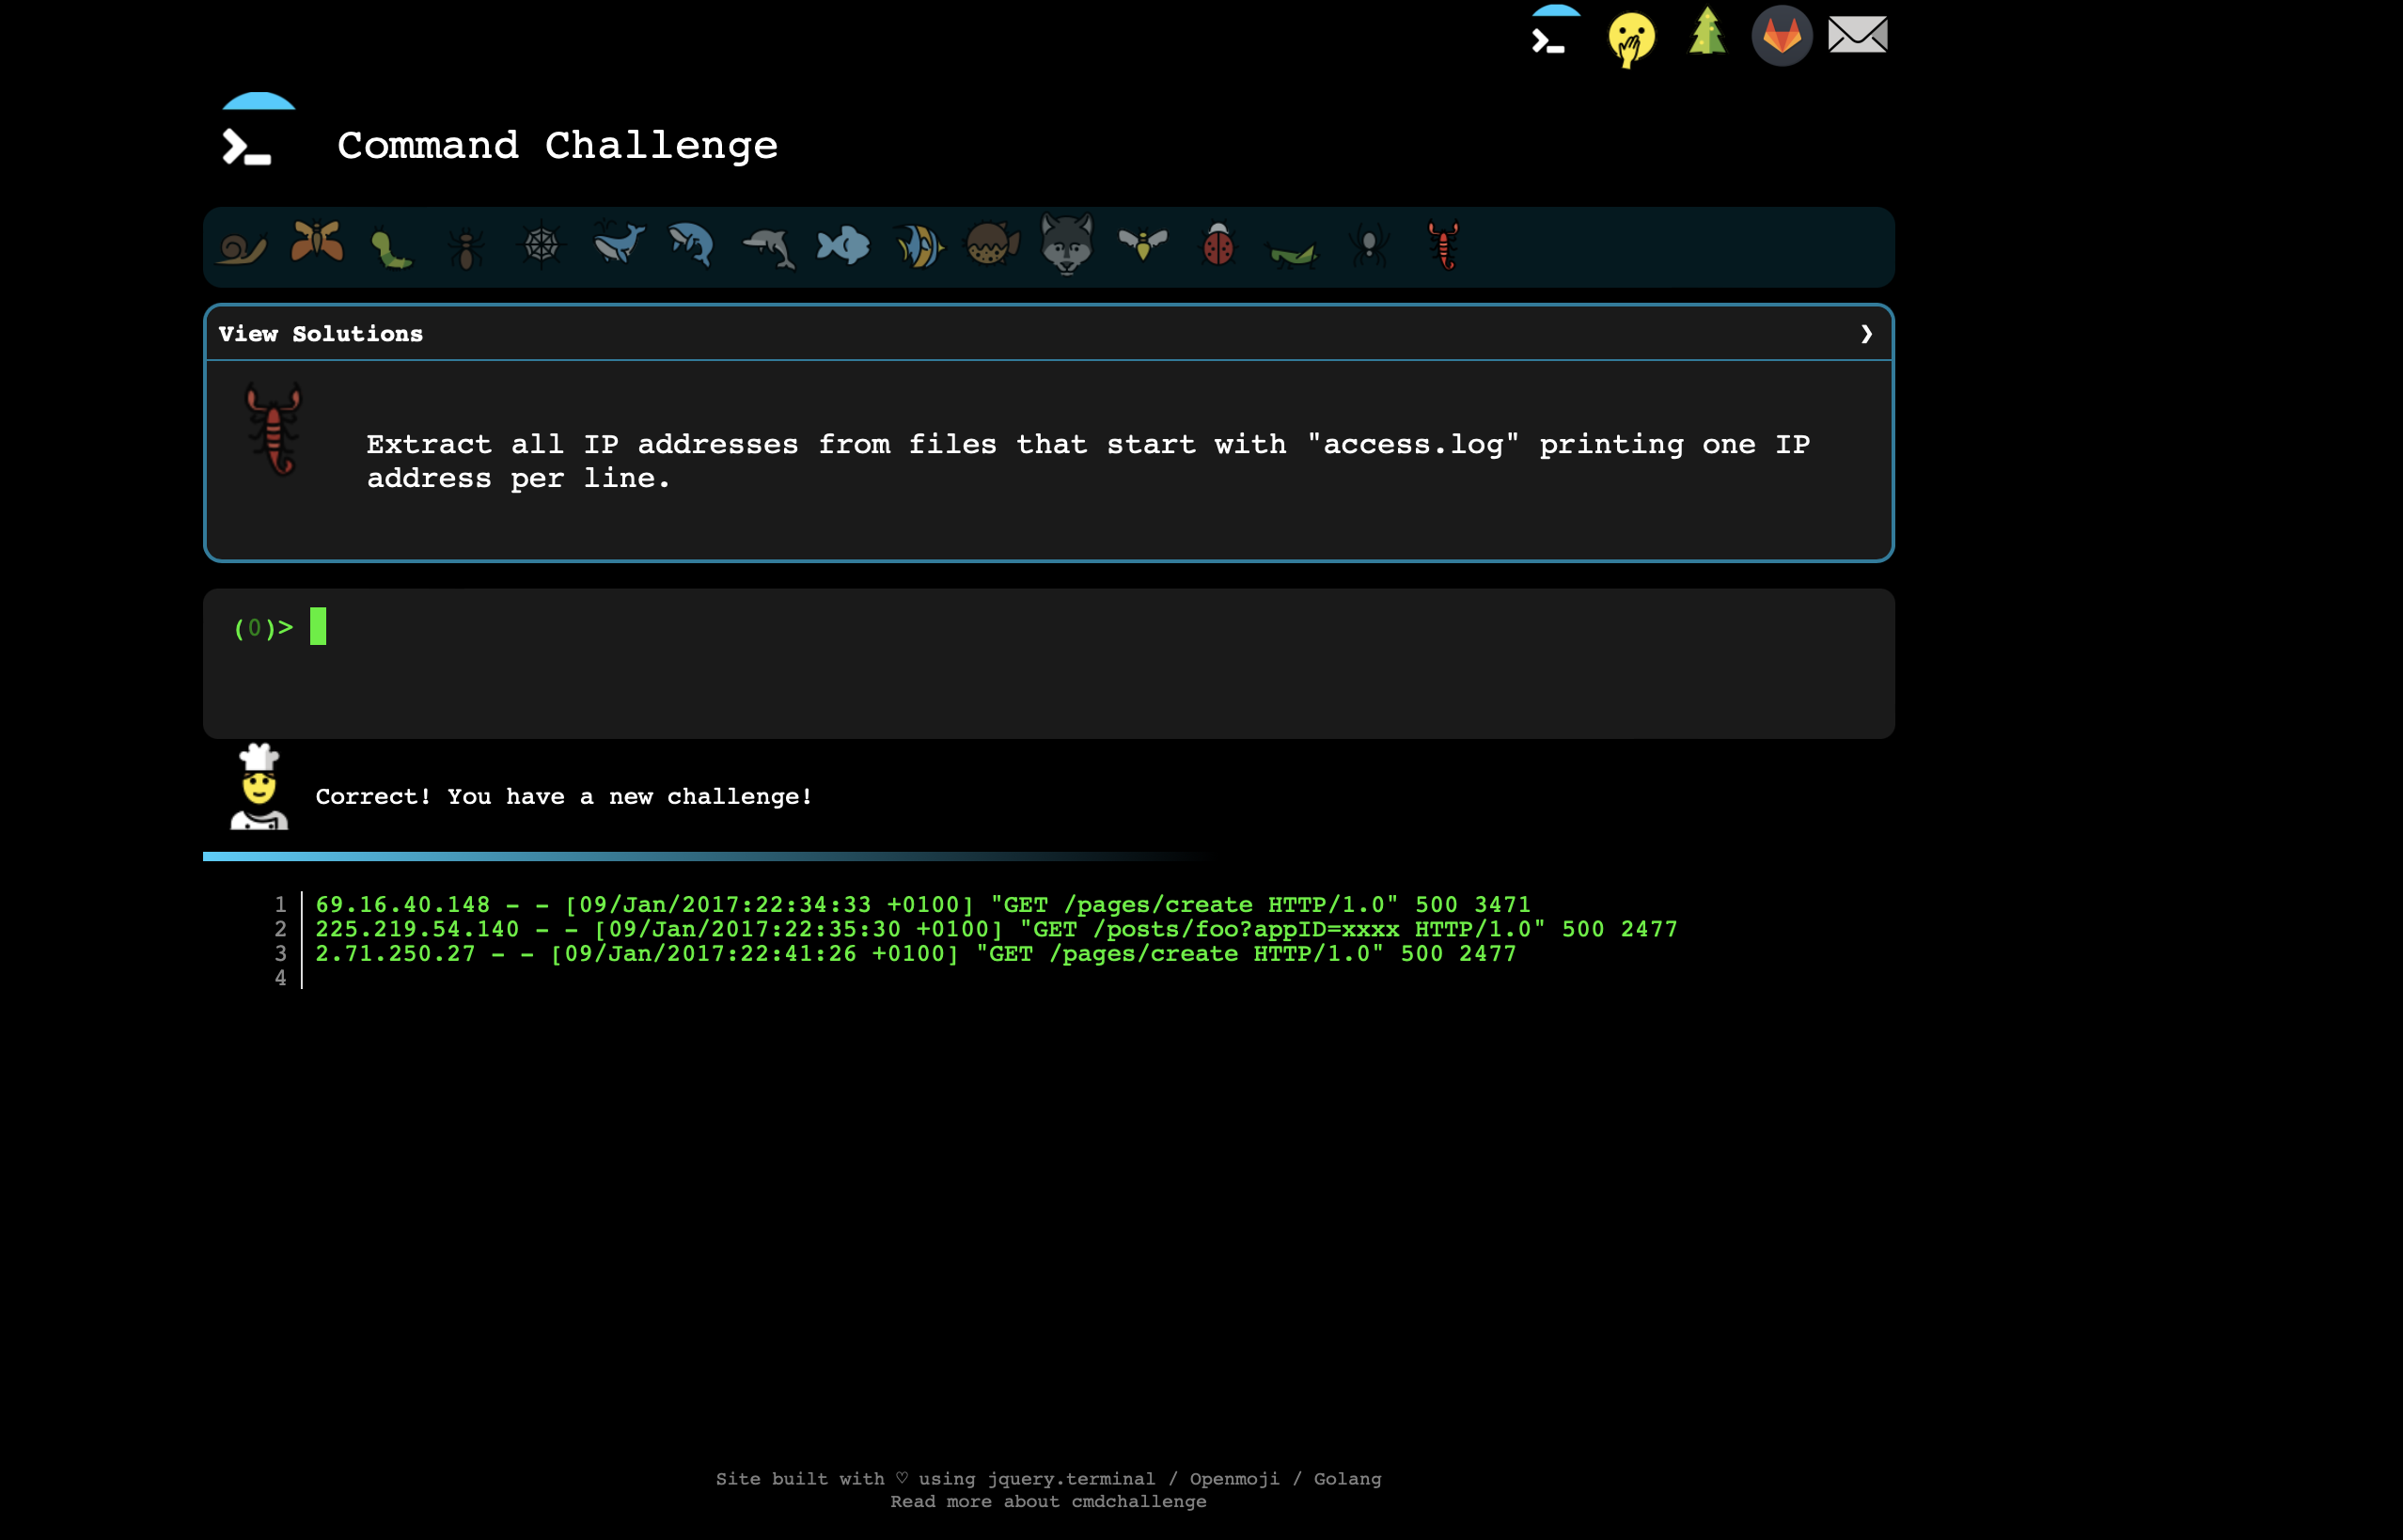 Command Challenge
View Solutions ❯
Extract all IP addresses from files that start with "access.log" printing one IP
address per line.
(0)>
Correct! You have a new challenge!
1 69.16.40.148 - - [09/Jan/2017:22:34:33 +0100] "GET /pages/create HTTP/1.0" 500 3471
2 225.219.54.140 - - [09/Jan/2017:22:35:30 +0100] "GET /posts/foo?appID=xxxx HTTP/1.0" 500 2477
3 2.71.250.27 - - [09/Jan/2017:22:41:26 +0100] "GET /pages/create HTTP/1.0" 500 2477
4
Site built with ♡ using jquery.terminal / Openmoji / Golang
Read more about cmdchallenge